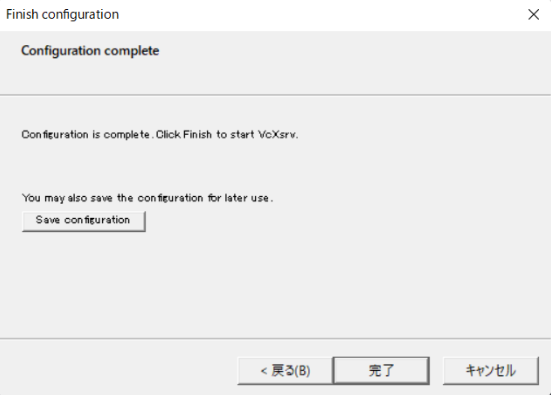 Finish configuration
Configuration complete
Configuration is complete. Click Finish to start VcXsrv.
You may also save the configuration for later use.
Save configuration
< 戻る(B)
完了
キャンセル